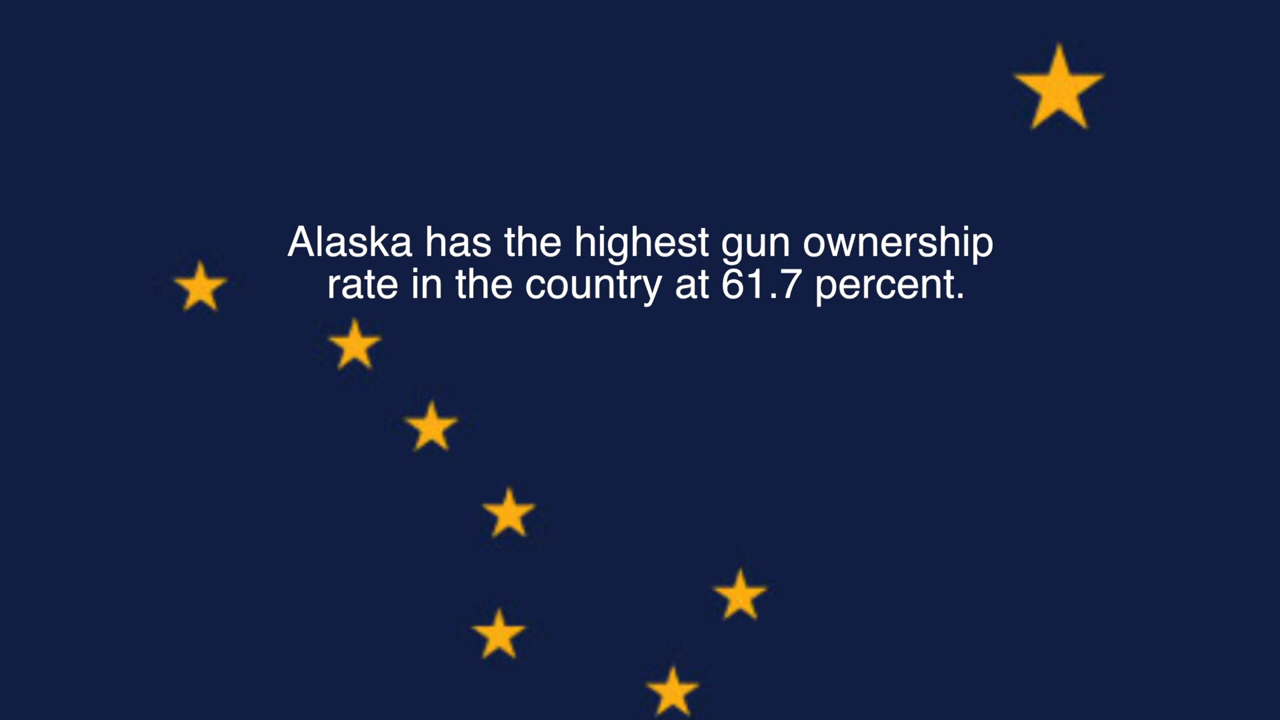 Alaska has the highest gun ownership
rate in the country at 61.7 percent.